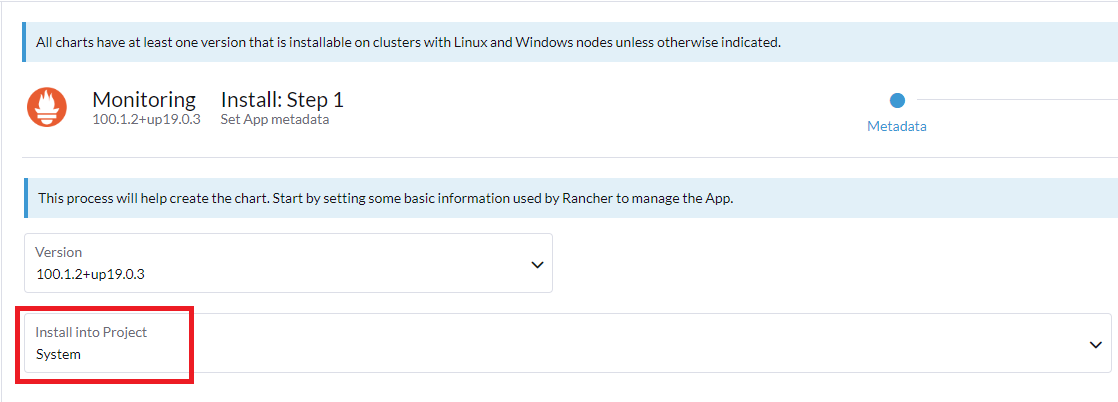 All charts have at least one version that is installable on clusters with Linux and Windows nodes unless otherwise indicated.
Monitoring
100.1.2+up19.0.3
Install: Step 1
Set App metadata
Metadata
This process will help create the chart. Start by setting some basic information used by Rancher to manage the App.
Version
100.1.2+up19.0.3
Install into Project
System